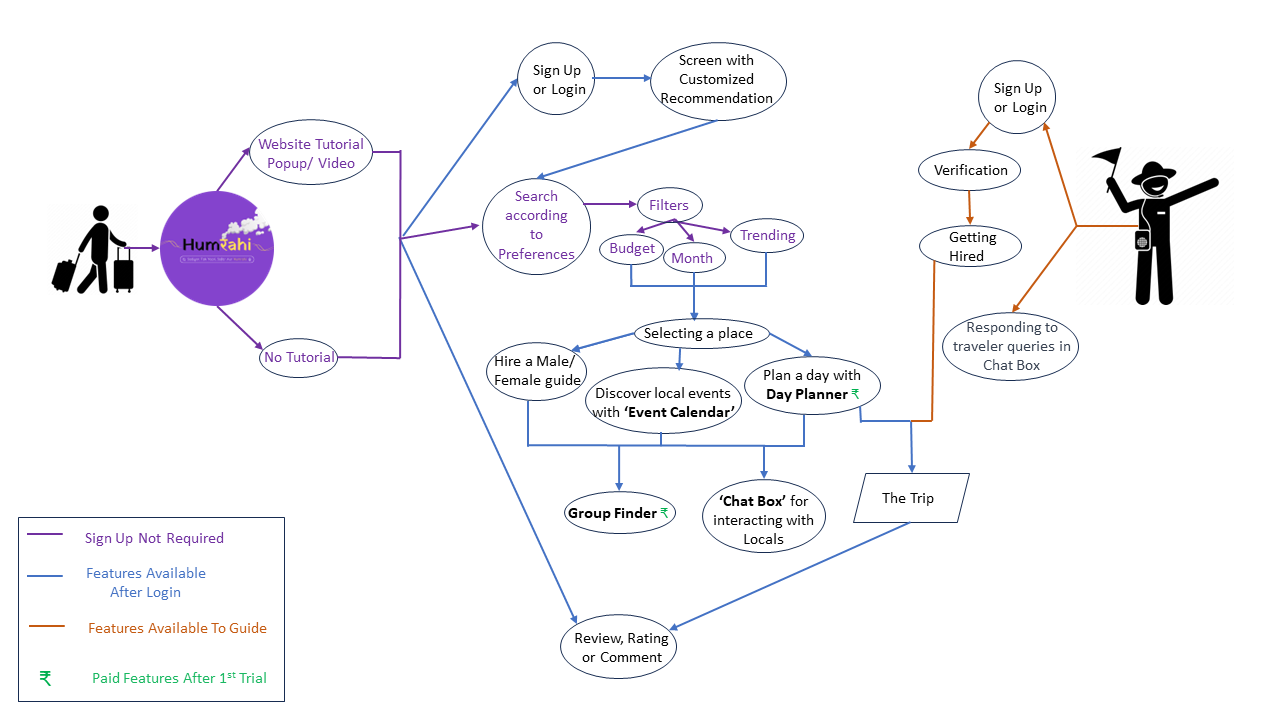 Sign Up
or Login
Screen with
Customized
Recommendation
Sign Up
or Login
Website Tutorial
Popup/ Video
Verification
Search
according
to
Preferences
Filters
Budget
Month
Trending
Getting
Hired
Humrahi
No Tutorial
Selecting a place
Responding to
traveler queries in
Chat Box
Hire a Male/
Female guide
Discover local events
with ‘Event Calendar’
Plan a day with
Day Planner ₹
Group Finder ₹
‘Chat Box’ for
interacting with
Locals
The Trip
Review, Rating
or Comment
Sign Up Not Required
Features Available
After Login
Features Available To Guide
₹ Paid Features After 1st Trial